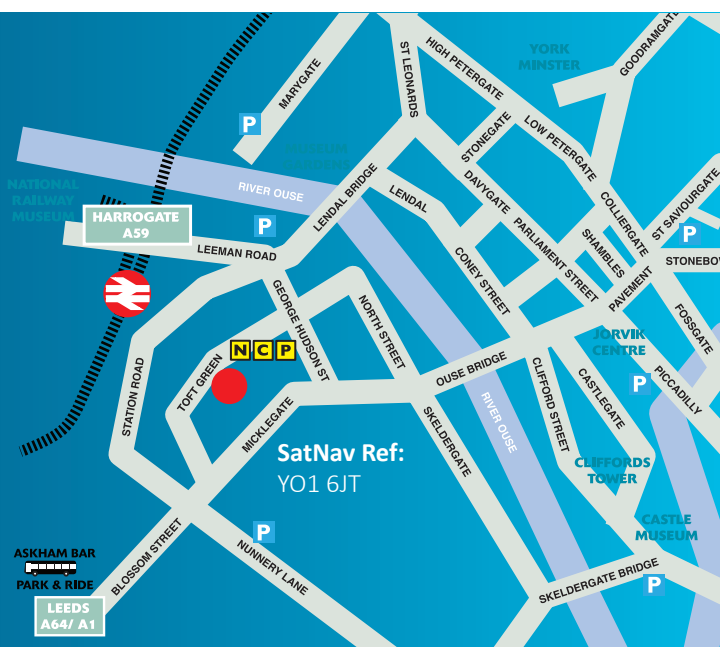 YORK
MINSTER
GOODRAMGATE
HIGH PETERGATE
ST LEONARDS
MARYGATE
P
STONEGATE
LOW PETERGATE
RIVER OUSE
LENDAL BRIDGE
LENDAL
DAVYGATE
PARLIAMENT STREET
COLLIERGATE
ST SAVIOURGATE
NATIONAL
RAILWAY
MUSEUM
HARROGATE
A59
P
LEEMAN ROAD
P
SHAMBLES
STONEBOW
CONEY STREET
PAVEMENT
GEORGE HUDSON ST
NORTH STREET
FOSSGATE
JORVIK
CENTRE
NCP
TOFT GREEN
STATION ROAD
OUSE BRIDGE
P
PICCADILLY
MICKLEGATE
CLIFFORD STREET
CASTLEGATE
SKELDERGATE
RIVER OUSE
SatNav Ref:
YO1 6JT
CLIFFORDS
TOWER
CASTLE
MUSEUM
P
BLOSSOM STREET
NUNNERY LANE
ASKHAM BAR
PARK & RIDE
SKELDERGATE BRIDGE
P
LEEDS
A64/ A1